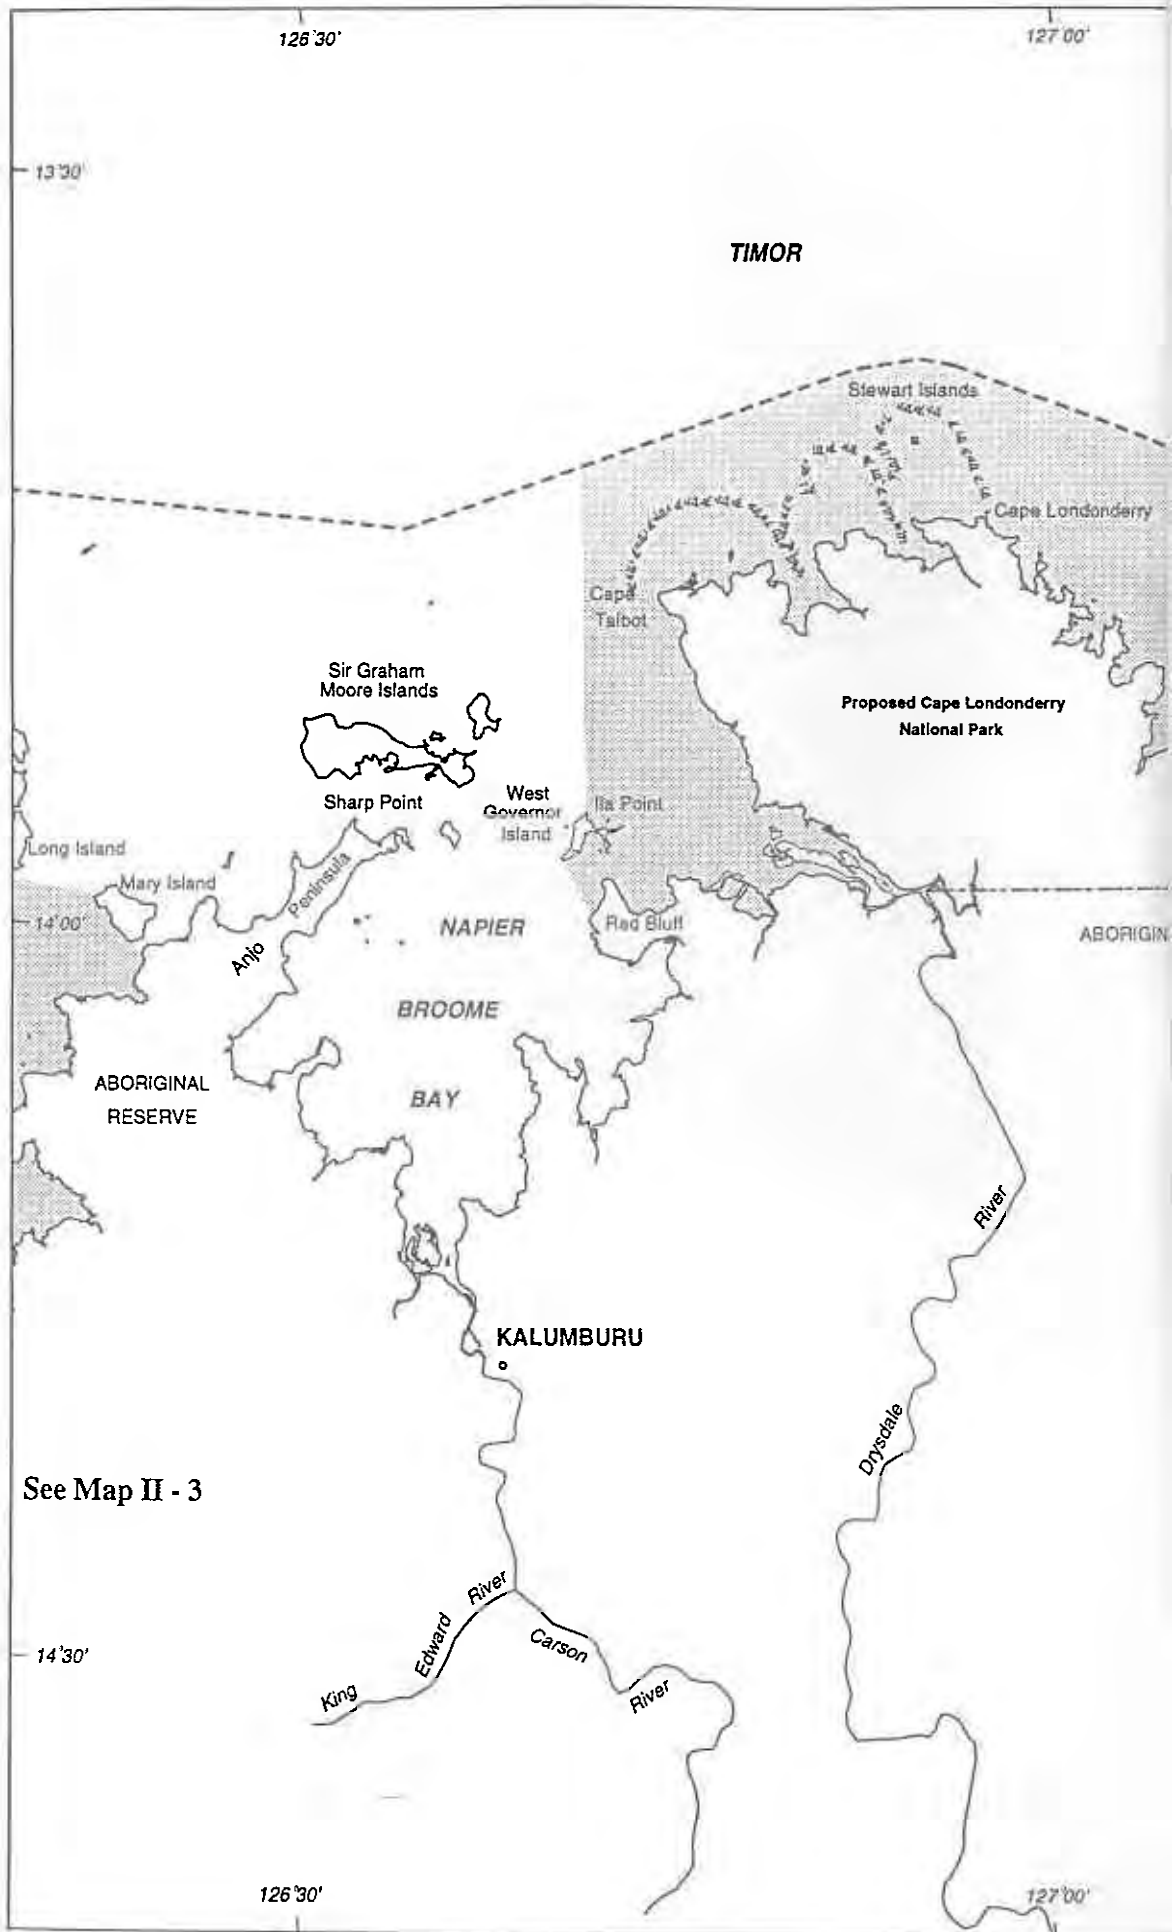 126°30'
127°00'
13°30'
TIMOR
Stewart Islands
Cape Londonderry
Cape
Talbot
Sir Graham
Moore Islands
Proposed Cape Londonderry
National Park
Sharp Point
West
Governor
Island
Ila Point
Long Island
Mary Island
Peninsula
Anjo
14°00'
NAPIER
Red Bluff
ABORIGIN
BROOME
ABORIGINAL
RESERVE
BAY
River
KALUMBURU
Drysdale
See Map II - 3
River
Edward
Carson
14°30'
King
River
126°30'
127°00'